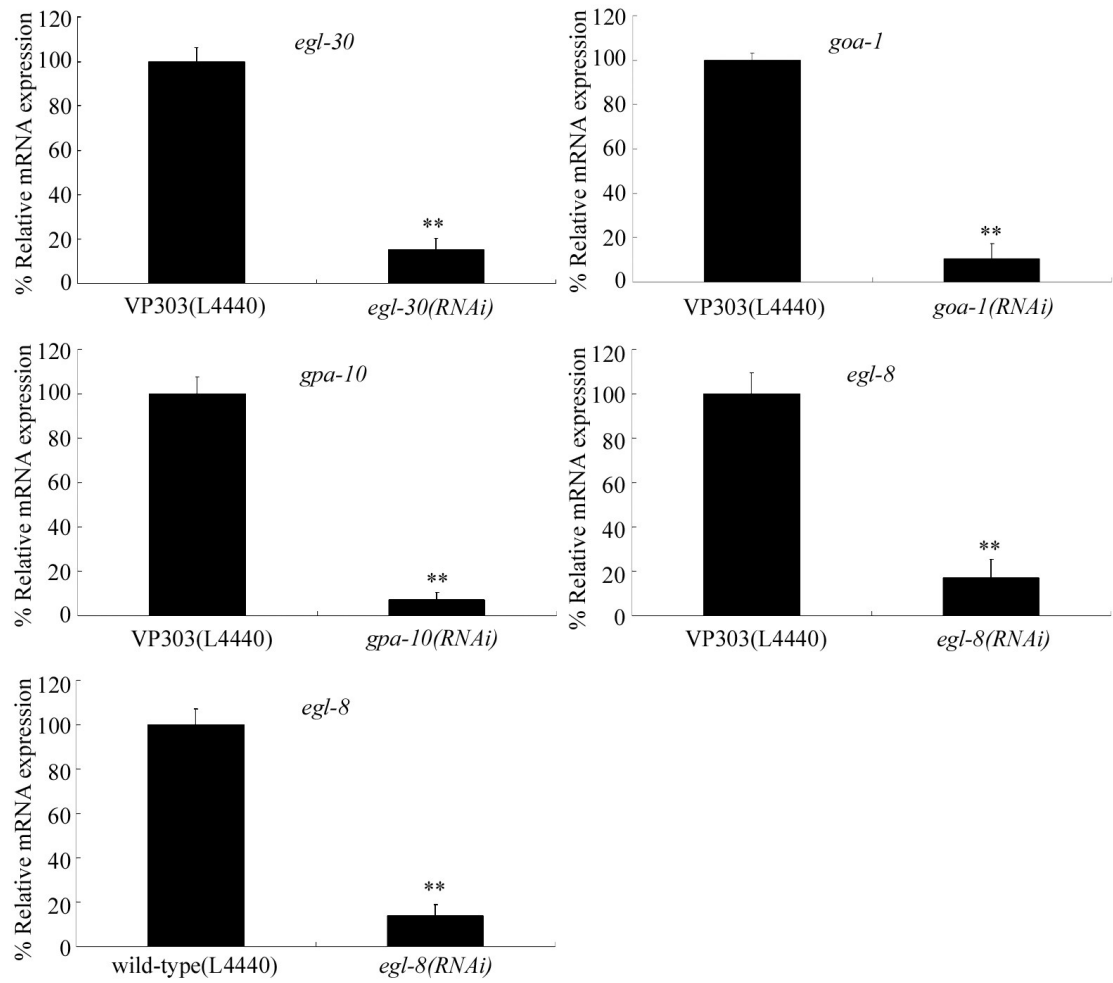 % Relative mRNA expression
120
100
80
60
40
20
0
egl-30
**
VP303(L4440)
egl-30(RNAi)
% Relative mRNA expression
120
100
80
60
40
20
0
goa-1
**
VP303(L4440)
goa-1(RNAi)
% Relative mRNA expression
120
100
80
60
40
20
0
gpa-10
**
VP303(L4440)
gpa-10(RNAi)
% Relative mRNA expression
120
100
80
60
40
20
0
egl-8
**
VP303(L4440)
egl-8(RNAi)
% Relative mRNA expression
120
100
80
60
40
20
0
egl-8
**
wild-type(L4440)
egl-8(RNAi)